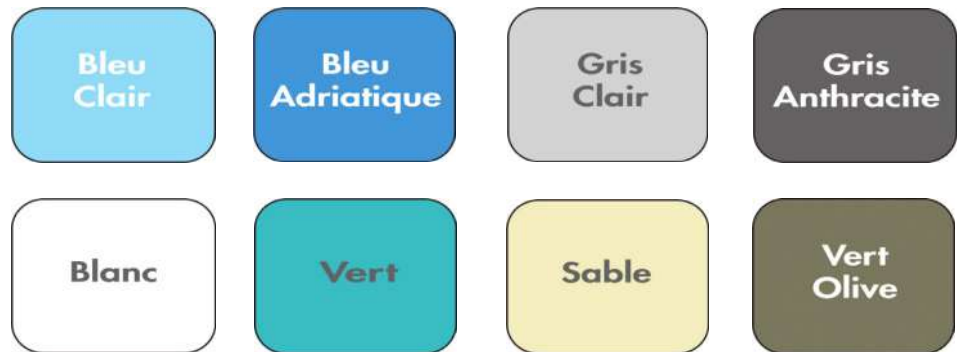 Bleu
Clair
Bleu
Adriatique
Gris
Clair
Gris
Anthracite
Blanc
Vert
Sable
Vert
Olive